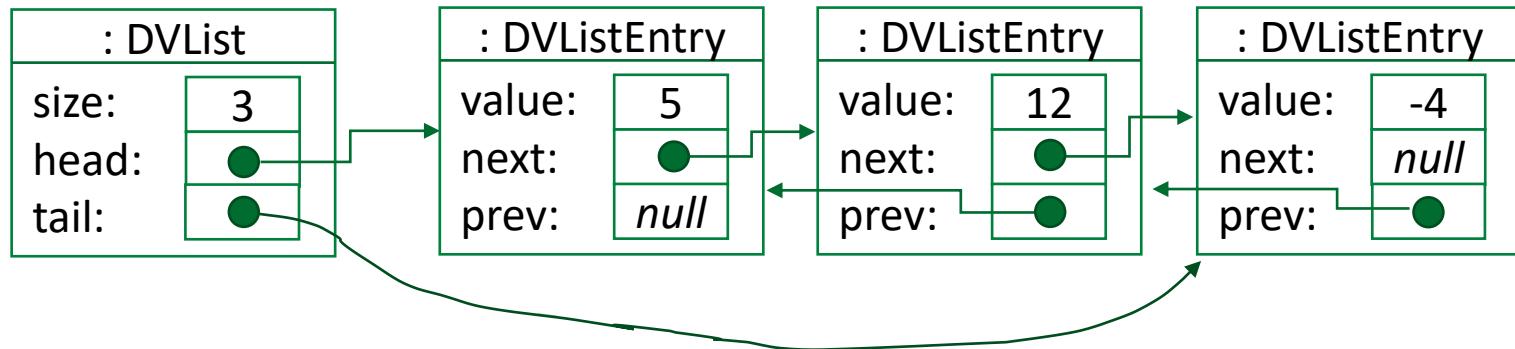 : DVList
size: 3
head:
tail:
: DVListEntry
value: 5
next:
prev: null
: DVListEntry
value: 12
next:
prev:
: DVListEntry
value: -4
next: null
prev: